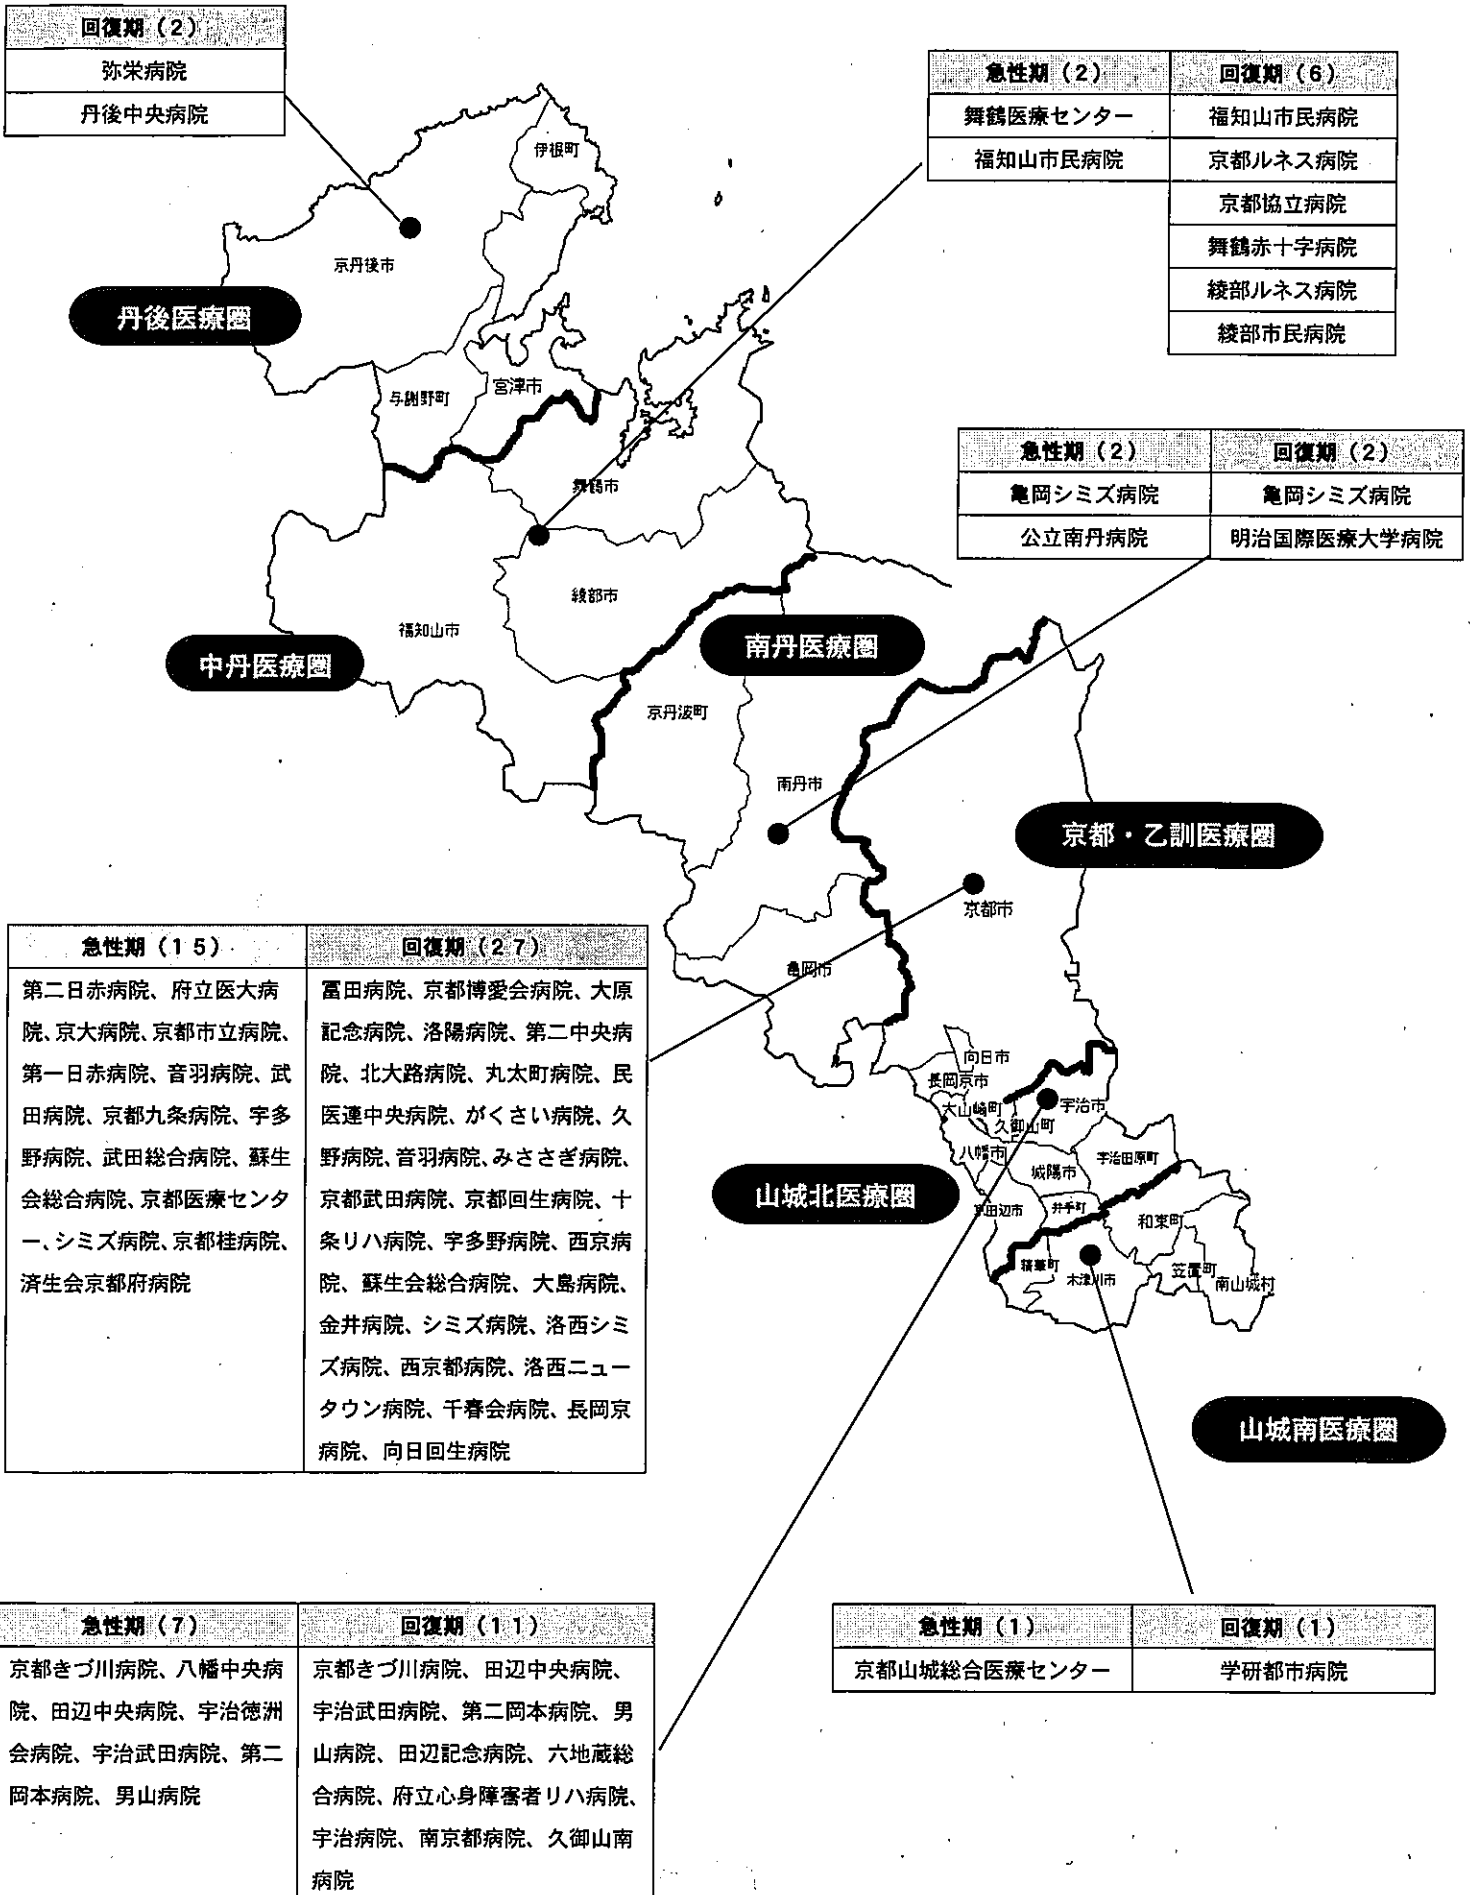 回復期（2）
弥栄病院
丹後中央病院
急性期（2） 回復期（6）
舞鶴医療センター 福知山市民病院
福知山市民病院 京都ルネス病院
京都協立病院
舞鶴赤十字病院
綾部ルネス病院
綾部市民病院
伊根町
京丹後市
丹後医療圏
与謝野町
宮津市
舞鶴市
急性期（2） 回復期（2）
亀岡シミズ病院 亀岡シミズ病院
公立南丹病院 明治国際医療大学病院
綾部市
福知山市
中丹医療圏
南丹医療圏
京丹波町
南丹市
京都・乙訓医療圏
京都市
亀岡市
急性期（15） 回復期（27）
第二日赤病院、府立医大病
院、京大病院、京都市立病院、
第一日赤病院、音羽病院、武
田病院、京都九条病院、宇多
野病院、武田総合病院、蘇生
会総合病院、京都医療センタ
ー、シミズ病院、京都桂病院、
済生会京都府病院
冨田病院、京都博愛会病院、大原
記念病院、洛陽病院、第二中央病
院、北大路病院、丸太町病院、民
医連中央病院、がくさい病院、久
野病院、音羽病院、みささぎ病院、
京都武田病院、京都回生病院、十
条リハ病院、宇多野病院、西京病
院、蘇生会総合病院、大島病院、
金井病院、シミズ病院、洛西シミ
ズ病院、西京都病院、洛西ニュー
タウン病院、千春会病院、長岡京
病院、向日回生病院
向日市
長岡京市
大山崎町
宇治市
久御山町
八幡市
城陽市
宇治田原町
山城北医療圏
田辺市
井手町
和束町
精華町
木津川市
笠置町
南山城村
山城南医療圏
急性期（7） 回復期（11）
京都きづ川病院、八幡中央病
院、田辺中央病院、宇治徳洲
会病院、宇治武田病院、第二
岡本病院、男山病院
京都きづ川病院、田辺中央病院、
宇治武田病院、第二岡本病院、男
山病院、田辺記念病院、六地蔵総
合病院、府立心身障害者リハ病院、
宇治病院、南京都病院、久御山南
病院
急性期（1） 回復期（1）
京都山城総合医療センター 学研都市病院